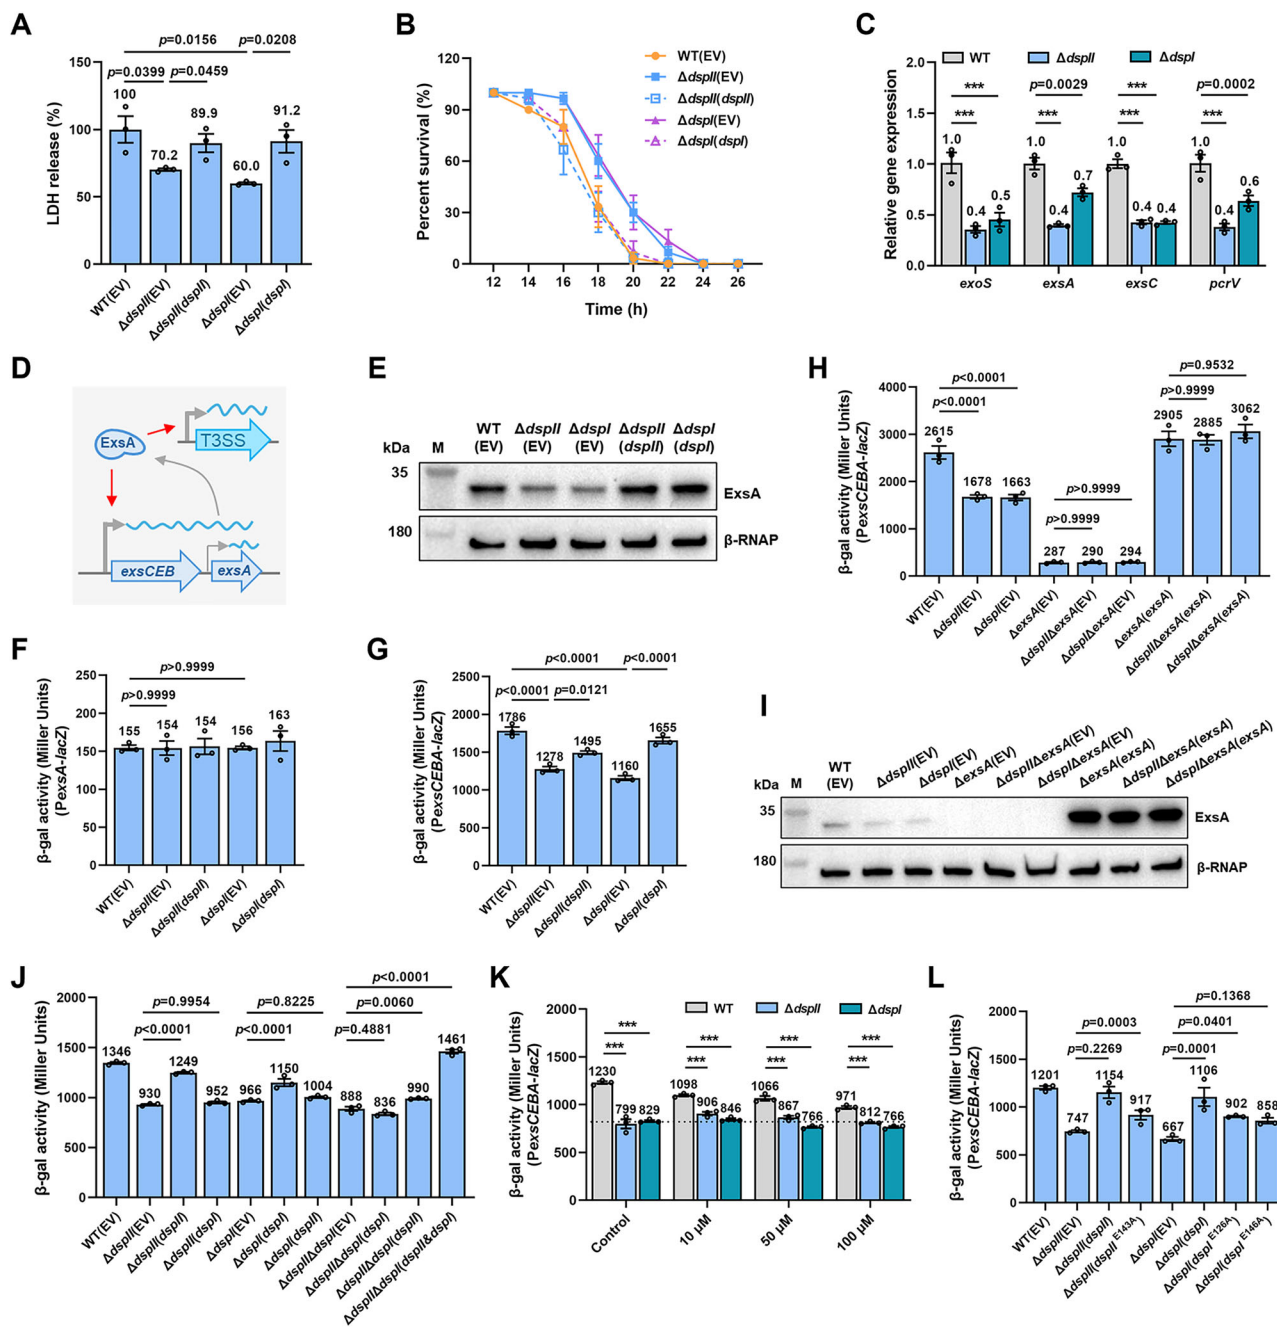 A
p=0.0156 p=0.0208
p=0.0399 p=0.0459
LDH release (%)
150
100
50
0
100
70.2
89.9
60.0
91.2
WT(EV)
ΔdspII(EV)
ΔdspII(dspII)
ΔdspI(EV)
ΔdspI(dspI)
B
Percent survival (%)
120
90
60
30
0
12 14 16 18 20 22 24 26
Time (h)
WT(EV)
ΔdspII(EV)
ΔdspII(dspII)
ΔdspI(EV)
ΔdspI(dspI)
C
WT ΔdspII ΔdspI
Relative gene expression
2.0
1.5
1.0
0.5
0.0
*** p=0.0029 *** p=0.0002
*** *** *** ***
1.0 0.4 0.5
1.0 0.4 0.7
1.0 0.4 0.4
1.0 0.4 0.6
exoS exsA exsC pcrV
D
ExsA
T3SS
exsCEB exsA
E
kDa M WT (EV) ΔdspII (EV) ΔdspI (EV) ΔdspII (dspII) ΔdspI (dspI)
35
ExsA
180
β-RNAP
H
β-gal activity (Miller Units)
(PexsCEBA-lacZ)
4000
3000
2000
1000
0
p=0.9532
p<0.0001 p>0.9999
p<0.0001
p>0.9999
p>0.9999
2615 1678 1663 287 290 294 2905 2885 3062
WT(EV)
ΔdspII(EV)
ΔdspI(EV)
ΔexsA(EV)
ΔdspIIΔexsA(EV)
ΔdspIΔexsA(EV)
ΔexsA(exsA)
ΔdspIIΔexsA(exsA)
ΔdspIΔexsA(exsA)
F
β-gal activity (Miller Units)
(PexsA-lacZ)
250
200
150
100
50
0
p>0.9999
p>0.9999
155 154 154 156 163
WT(EV)
ΔdspII(EV)
ΔdspII(dspII)
ΔdspI(EV)
ΔdspI(dspI)
G
β-gal activity (Miller Units)
(PexsCEBA-lacZ)
2500
2000
1500
1000
500
0
p<0.0001 p<0.0001
p<0.0001 p=0.0121
1786 1278 1495 1160 1655
WT(EV)
ΔdspII(EV)
ΔdspII(dspII)
ΔdspI(EV)
ΔdspI(dspI)
I
kDa M WT (EV) ΔdspII(EV) ΔdspI(EV) ΔexsA(EV) ΔdspIIΔexsA(EV) ΔdspIΔexsA(EV) ΔexsA(exsA) ΔdspIIΔexsA(exsA) ΔdspIΔexsA(exsA)
35
ExsA
180
β-RNAP
J
β-gal activity (Miller Units)
(PexsCEBA-lacZ)
2000
1500
1000
500
0
p<0.0001
p=0.9954 p=0.8225 p=0.0060
p<0.0001 p<0.0001 p=0.4881
1346 930 1249 952 966 1150 1004 888 836 990 1461
WT(EV)
ΔdspII(EV)
ΔdspII(dspII)
ΔdspII(dspI)
ΔdspI(EV)
ΔdspI(dspI)
ΔdspI(dspII)
ΔdspIIΔdspI(EV)
ΔdspIIΔdspI(dspI)
ΔdspIIΔdspI(dspII)
ΔdspIIΔdspI(dspII&dspI)
K
WT ΔdspII ΔdspI
β-gal activity (Miller Units)
(PexsCEBA-lacZ)
2000
1500
1000
500
0
*** *** *** ***
*** *** *** ***
1230 799 829
1098 906 846
1066 867 766
971 812 766
Control 10 μM 50 μM 100 μM
L
β-gal activity (Miller Units)
(PexsCEBA-lacZ)
2000
1500
1000
500
0
p=0.1368
p=0.0003 p=0.0401
p=0.2269 p=0.0001
1201 747 1154 917 667 1106 902 858
WT(EV)
ΔdspII(EV)
ΔdspII(dspII)
ΔdspII(dspI E143A)
ΔdspI(EV)
ΔdspI(dspI)
ΔdspI(dspI E126A)
ΔdspI(dspI E146A)